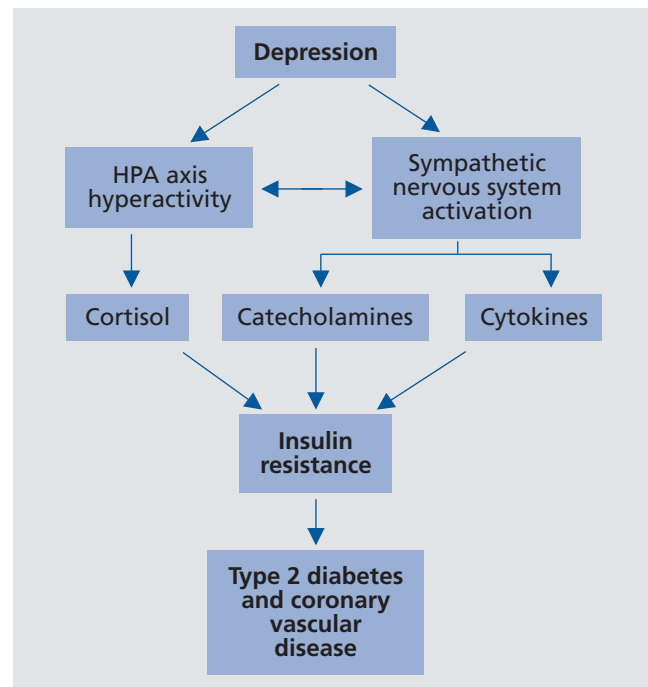 Depression
HPA axis
hyperactivity
Sympathetic
nervous system
activation
Cortisol
Catecholamines
Cytokines
Insulin
resistance
Type 2 diabetes
and coronary
vascular
disease